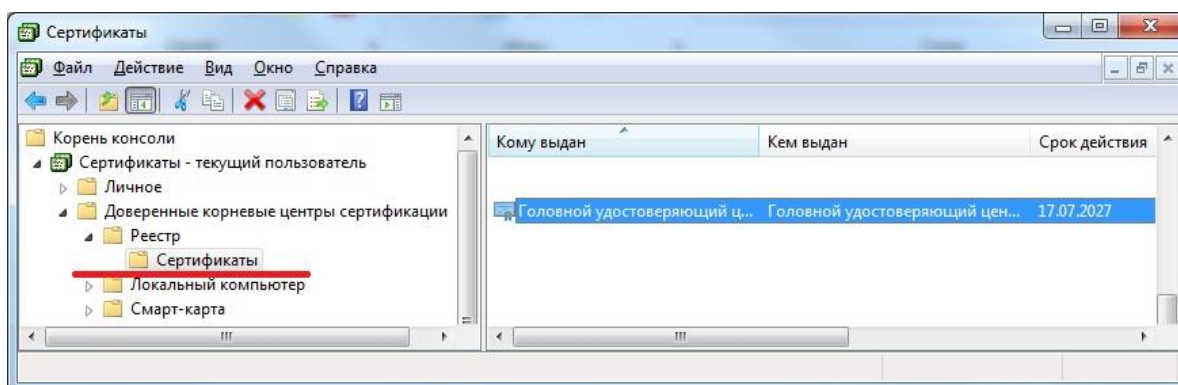 Сертификаты
Файл Действие Вид Окно Справка
Корень консоли
Сертификаты - текущий пользователь
Личное
Доверенные корневые центры сертификации
Реестр
Сертификаты
Локальный компьютер
Смарт-карта
Кому выдан Кем выдан Срок действия
Головной удостоверяющий ц... Головной удостоверяющий цен... 17.07.2027